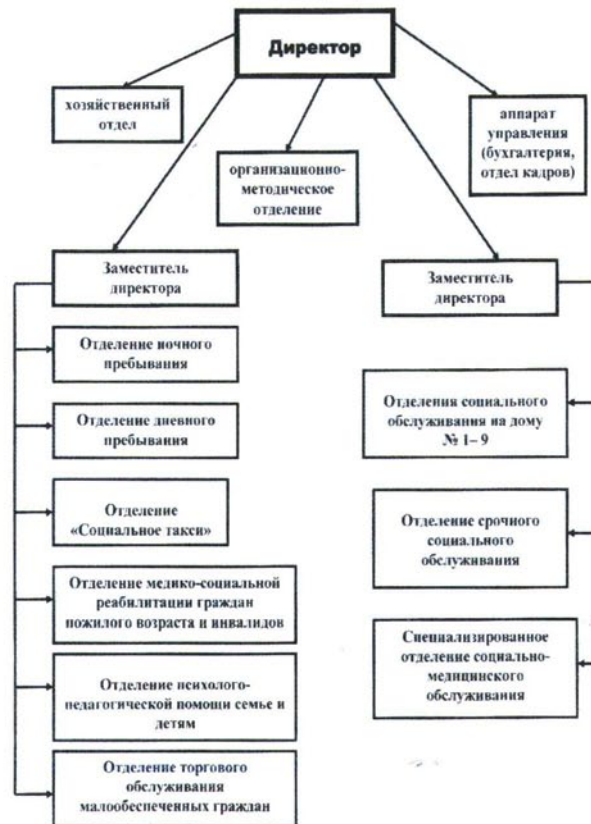 Директор
хозяйственный
отдел
аппарат
управления
(бухгалтерия,
отдел кадров)
организационно-
методическое
отделение
Заместитель
директора
Заместитель
директора
Отделение ночного
пребывания
Отделение дневного
пребывания
Отделение
«Социальное такси»
Отделение медико-социальной
реабилитации граждан
пожилого возраста и инвалидов
Отделение психолого-
педагогической помощи семье и
детям
Отделение торгового
обслуживания
малообеспеченных граждан
Отделения социального
обслуживания на дому
№ 1– 9
Отделение срочного
социального
обслуживания
Специализированное
отделение социально-
медицинского
обслуживания